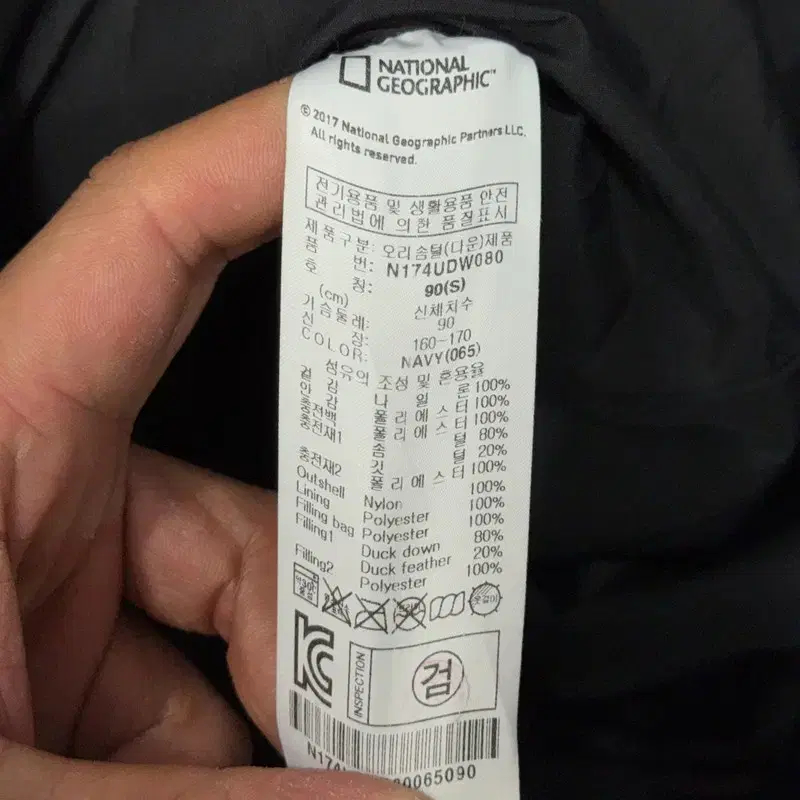 NATIONAL
GEOGRAPHIC™
© 2017 National Geographic Partners LLC.
All rights reserved.
전기용품 및 생활용품 안전
관리법에 의한 품질표시
제품구분: 오리솜털(다운)제품
품 번: N174UDW080
호 칭: 90(S)
(cm) 신체치수
가슴둘레: 90
신 장: 160~170
COLOR: NAVY(065)
섬유의 조성 및 혼용율
겉감 나일론 100%
안감 폴리에스터 100%
충전백 폴리에스터 100%
충전재1 솜털 80%
깃털 20%
충전재2 폴리에스터 100%
Outshell Nylon 100%
Lining Polyester 100%
Filling bag Polyester 100%
Filling1 Duck down 80%
Duck feather 20%
Filling2 Polyester 100%
옷걸이
INSPECTION
검
N174 0065090